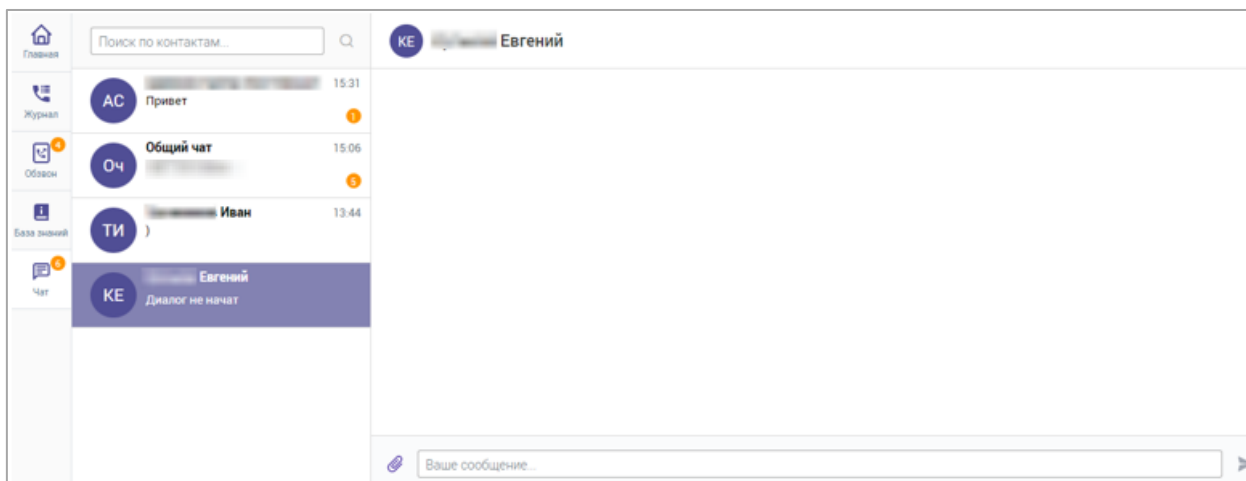 Главная
Журнал
4
Обзвон
База знаний
6
Чат
Поиск по контактам...
АС
15:31
Привет
1
Оч
Общий чат
15:06
5
ТИ
Иван
13:44
)
КЕ
Евгений
Диалог не начат
КЕ
Евгений
Ваше сообщение...